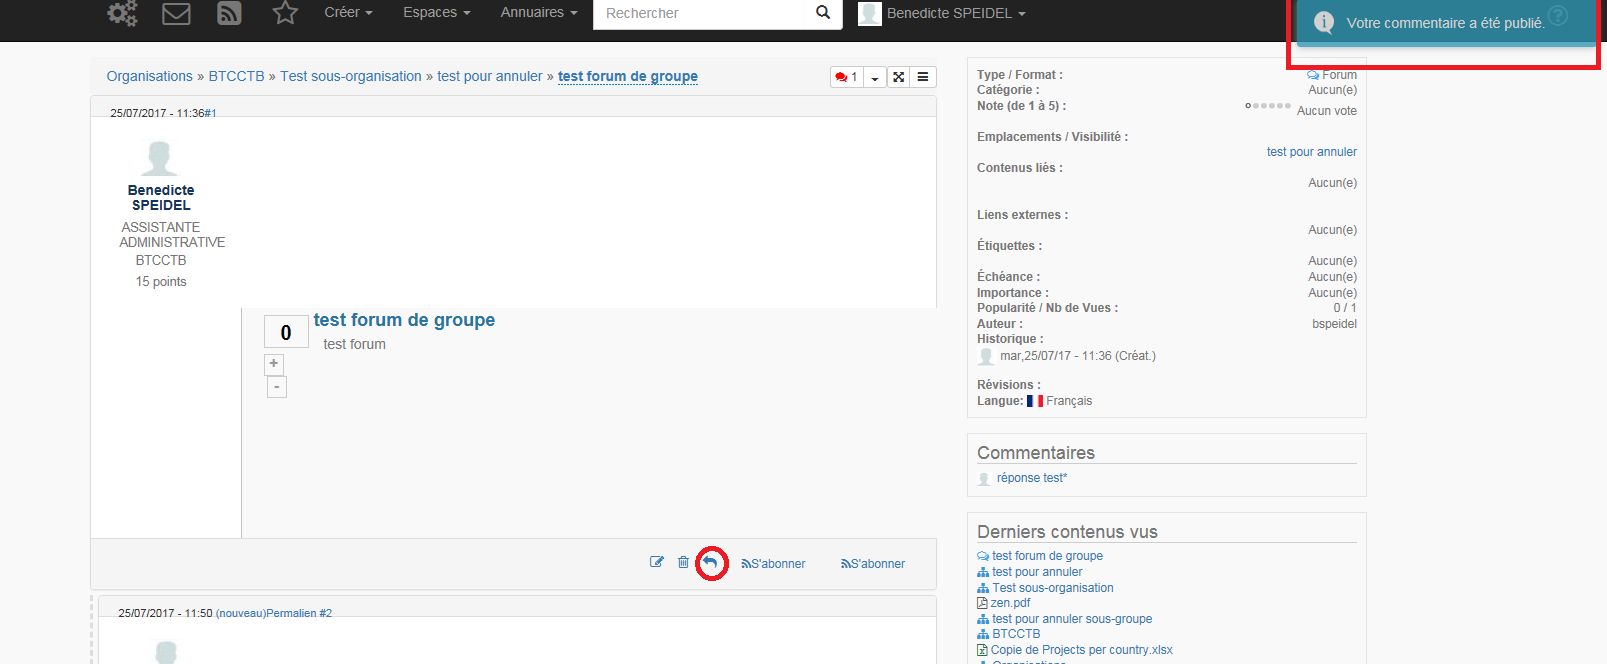 Créer
Espaces
Annuaires
Rechercher
Benedicte SPEIDEL
Votre commentaire a été publié.
Organisations » BTCCTB » Test sous-organisation » test pour annuler » test forum de groupe
1
25/07/2017 - 11:36#1
Benedicte
SPEIDEL
ASSISTANTE
ADMINISTRATIVE
BTCCTB
15 points
0
test forum de groupe
test forum
+
-
S'abonner
S'abonner
25/07/2017 - 11:50 (nouveau)Permalien #2
Type / Format :
Forum
Catégorie :
Aucun(e)
Note (de 1 à 5) :
Aucun vote
Emplacements / Visibilité :
test pour annuler
Contenus liés :
Aucun(e)
Liens externes :
Aucun(e)
Étiquettes :
Aucun(e)
Échéance :
Aucun(e)
Importance :
Aucun(e)
Popularité / Nb de Vues :
0 / 1
Auteur :
bspeidel
Historique :
mar,25/07/17 - 11:36 (Créat.)
Révisions :
Langue: Français
Commentaires
réponse test*
Derniers contenus vus
test forum de groupe
test pour annuler
Test sous-organisation
zen.pdf
test pour annuler sous-groupe
BTCCTB
Copie de Projects per country.xlsx
Organisations